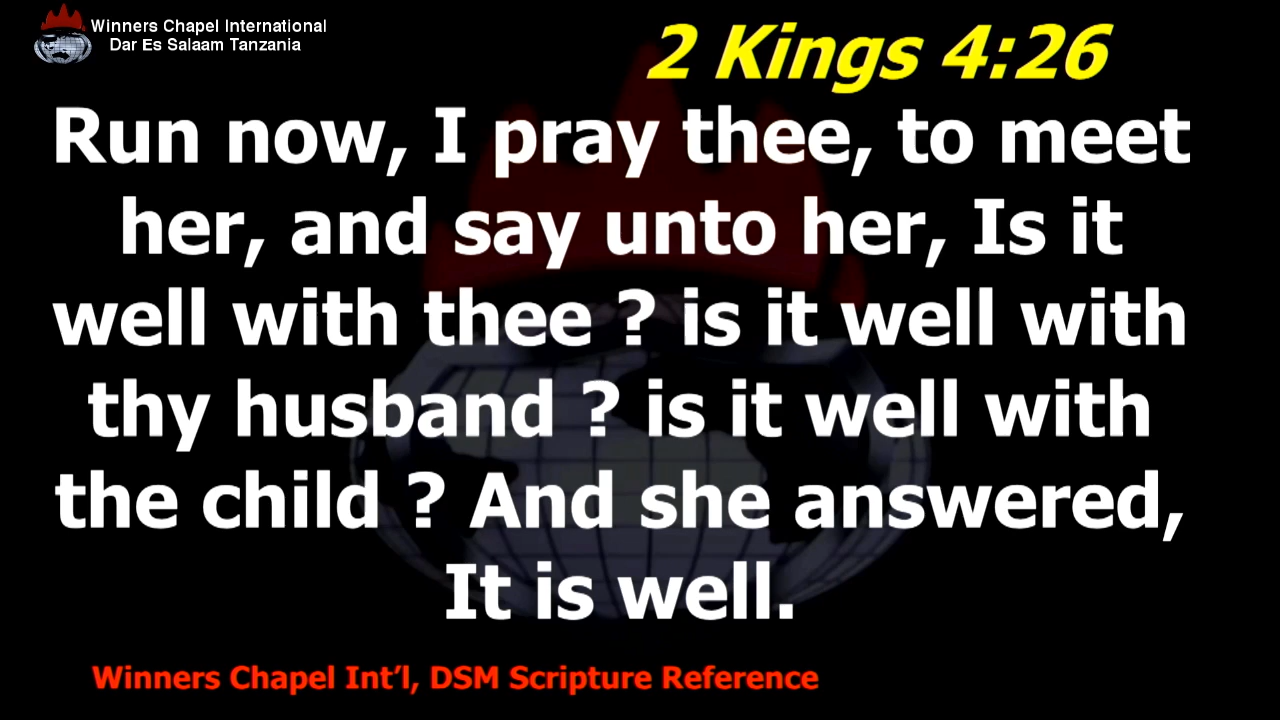 Winners Chapel International
Dar Es Salaam Tanzania
2 Kings 4:26
Run now, I pray thee, to meet
her, and say unto her, Is it
well with thee ? is it well with
thy husband ? is it well with
the child ? And she answered,
It is well.
Winners Chapel Int’l, DSM Scripture Reference